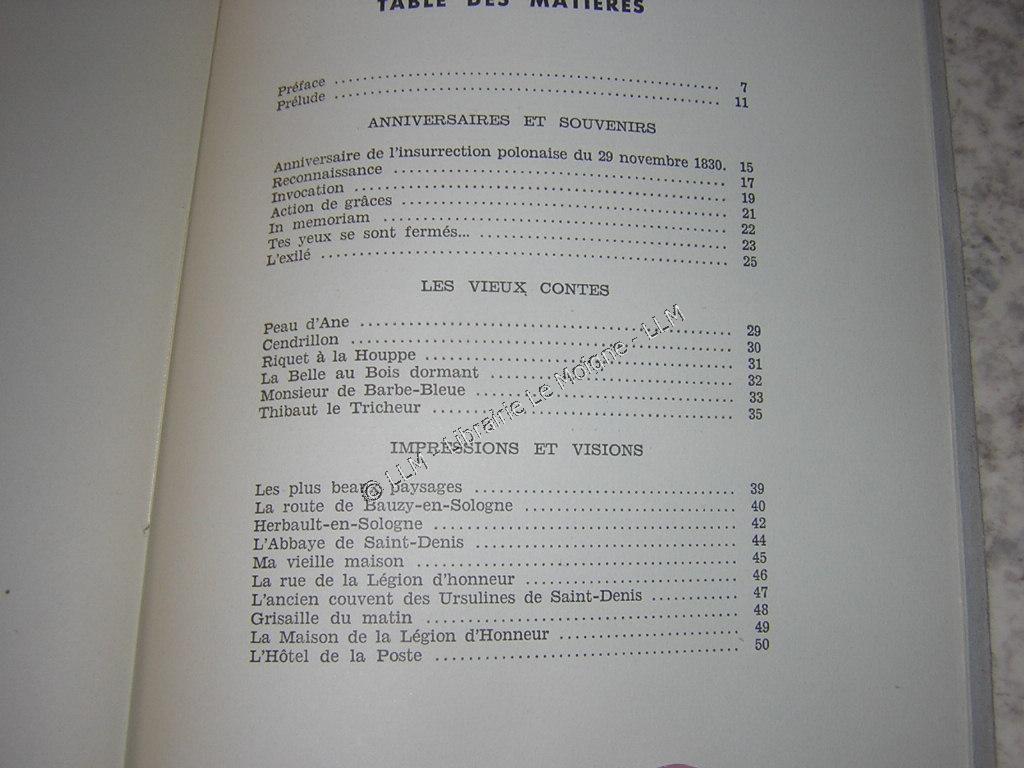 TABLE DES MATIÈRES
Préface ........................................ 7
Prélude ........................................ 11
ANNIVERSAIRES ET SOUVENIRS
Anniversaire de l'insurrection polonaise du 29 novembre 1830. 15
Reconnaissance ........................................ 17
Invocation ........................................ 19
Action de grâces ........................................ 21
In memoriam ........................................ 22
Tes yeux se sont fermés... ........................................ 23
L'exilé ........................................ 25
LES VIEUX CONTES
Peau d'Ane ........................................ 29
Cendrillon ........................................ 30
Riquet à la Houppe ........................................ 31
La Belle au Bois dormant ........................................ 32
Monsieur de Barbe-Bleue ........................................ 33
Thibaut le Tricheur ........................................ 35
IMPRESSIONS ET VISIONS
Les plus beaux paysages ........................................ 39
La route de Bauzy-en-Sologne ........................................ 40
Herbault-en-Sologne ........................................ 42
L'Abbaye de Saint-Denis ........................................ 44
Ma vieille maison ........................................ 45
La rue de la Légion d'honneur ........................................ 46
L'ancien couvent des Ursulines de Saint-Denis ............ 47
Grisaille du matin ........................................ 48
La Maison de la Légion d'Honneur ........................................ 49
L'Hôtel de la Poste ........................................ 50
© LLM - Librairie Le Moigne - LLM